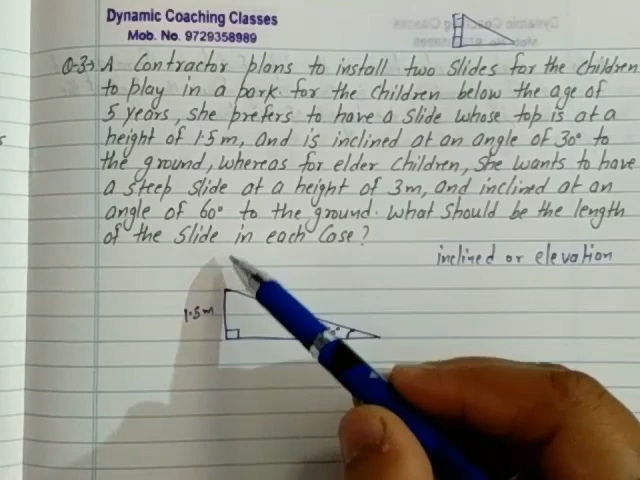 Dynamic Coaching Classes
Mob. No. 9729358989
Q-3→ A Contractor plans to install two slides for the children
to play in a park. for the children below the age of
5 years, she prefers to have a slide whose top is at a
height of 1.5m, and is inclined at an angle of 30° to
the ground, whereas for elder children, she wants to have
a steep slide at a height of 3m, and inclined at an
angle of 60° to the ground. What should be the length
of the slide in each case?
inclined or elevation
1.5m